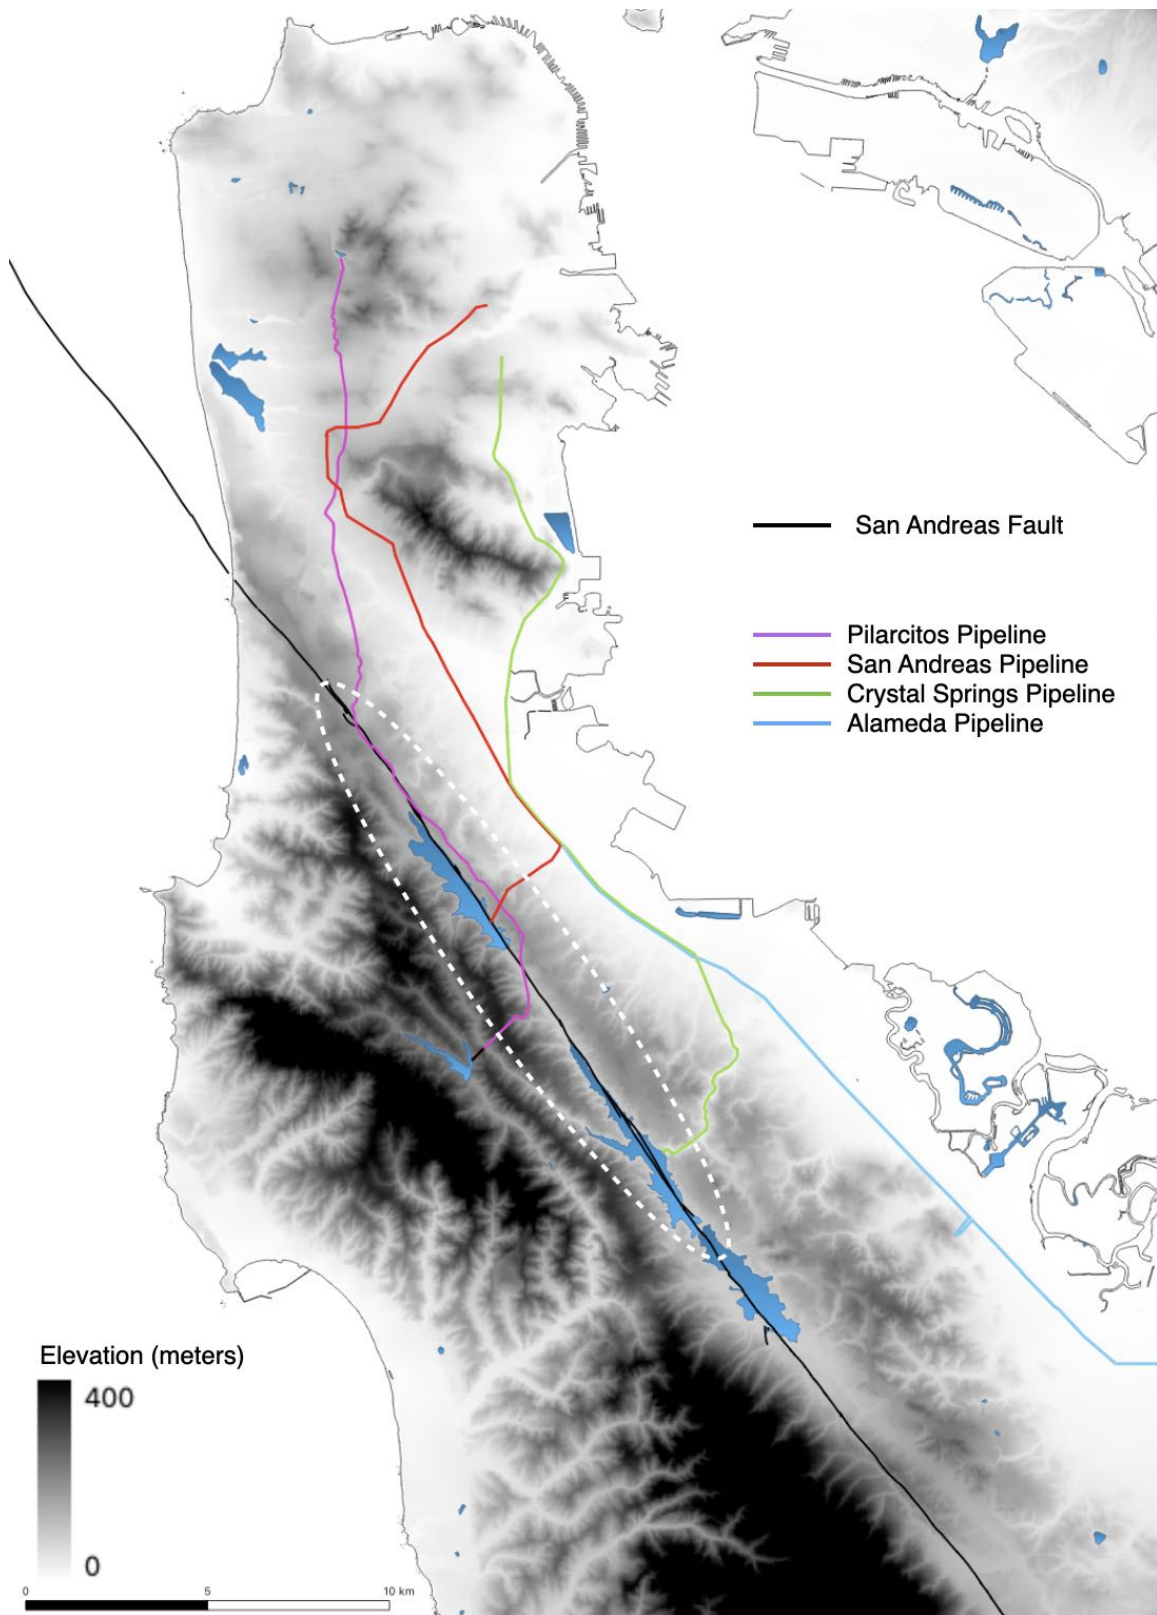 San Andreas Fault
Pilarcitos Pipeline
San Andreas Pipeline
Crystal Springs Pipeline
Alameda Pipeline
Elevation (meters)
400
0
0 5 10 km